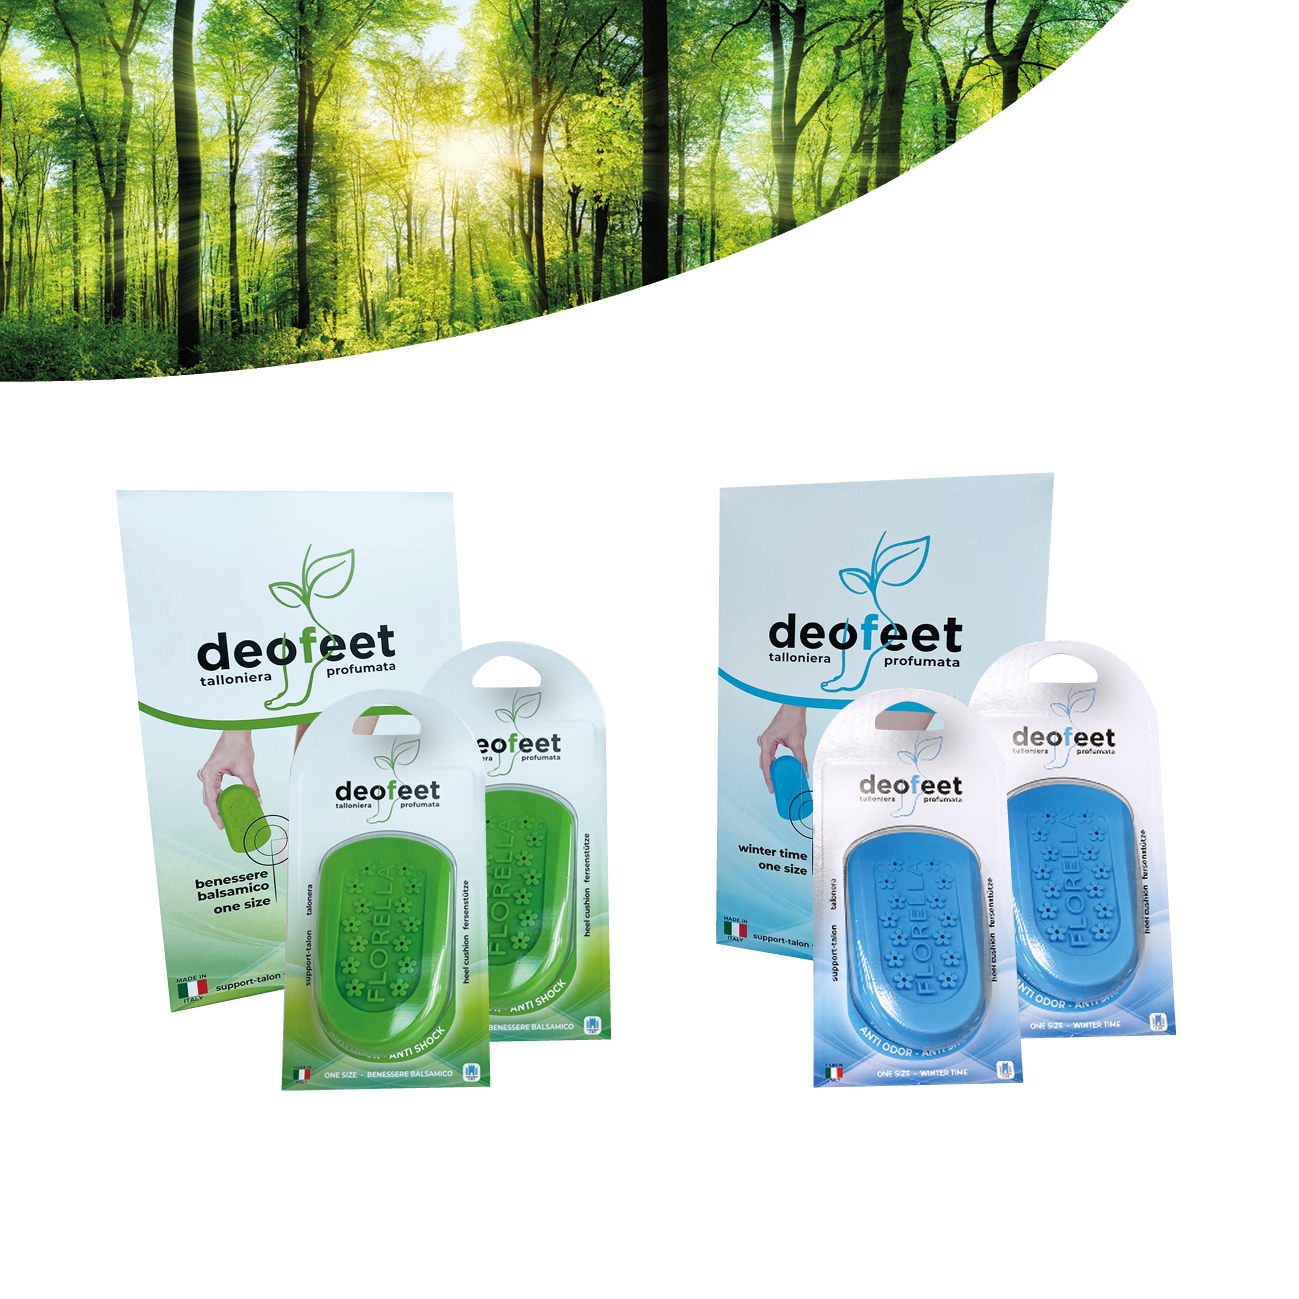 deofeet
talloniera profumata
benessere
balsamico
one size
MADE IN
ITALY
support-talon
eofeet
profumata
FLORELLA
heel cushion fersenstütze
ANTI SHOCK
BENESSERE BALSAMICO
deofeet
talloniera profumata
support-talon talonera
FLORELLA
heel cushion fersenstütze
ANTI SHOCK
ONE SIZE - BENESSERE BALSAMICO
deofeet
talloniera profumata
winter time
one size
MADE IN
ITALY
support-talon
deofeet
talloniera profumata
FLORELLA
heel cushion fersenstütze
ANTI ODOR
ONE SIZE - WINTER TIME
deofeet
talloniera profumata
support-talon talonera
FLORELLA
heel cushion fersenstütze
ANTI ODOR - ANTI
ONE SIZE - WINTER TIME